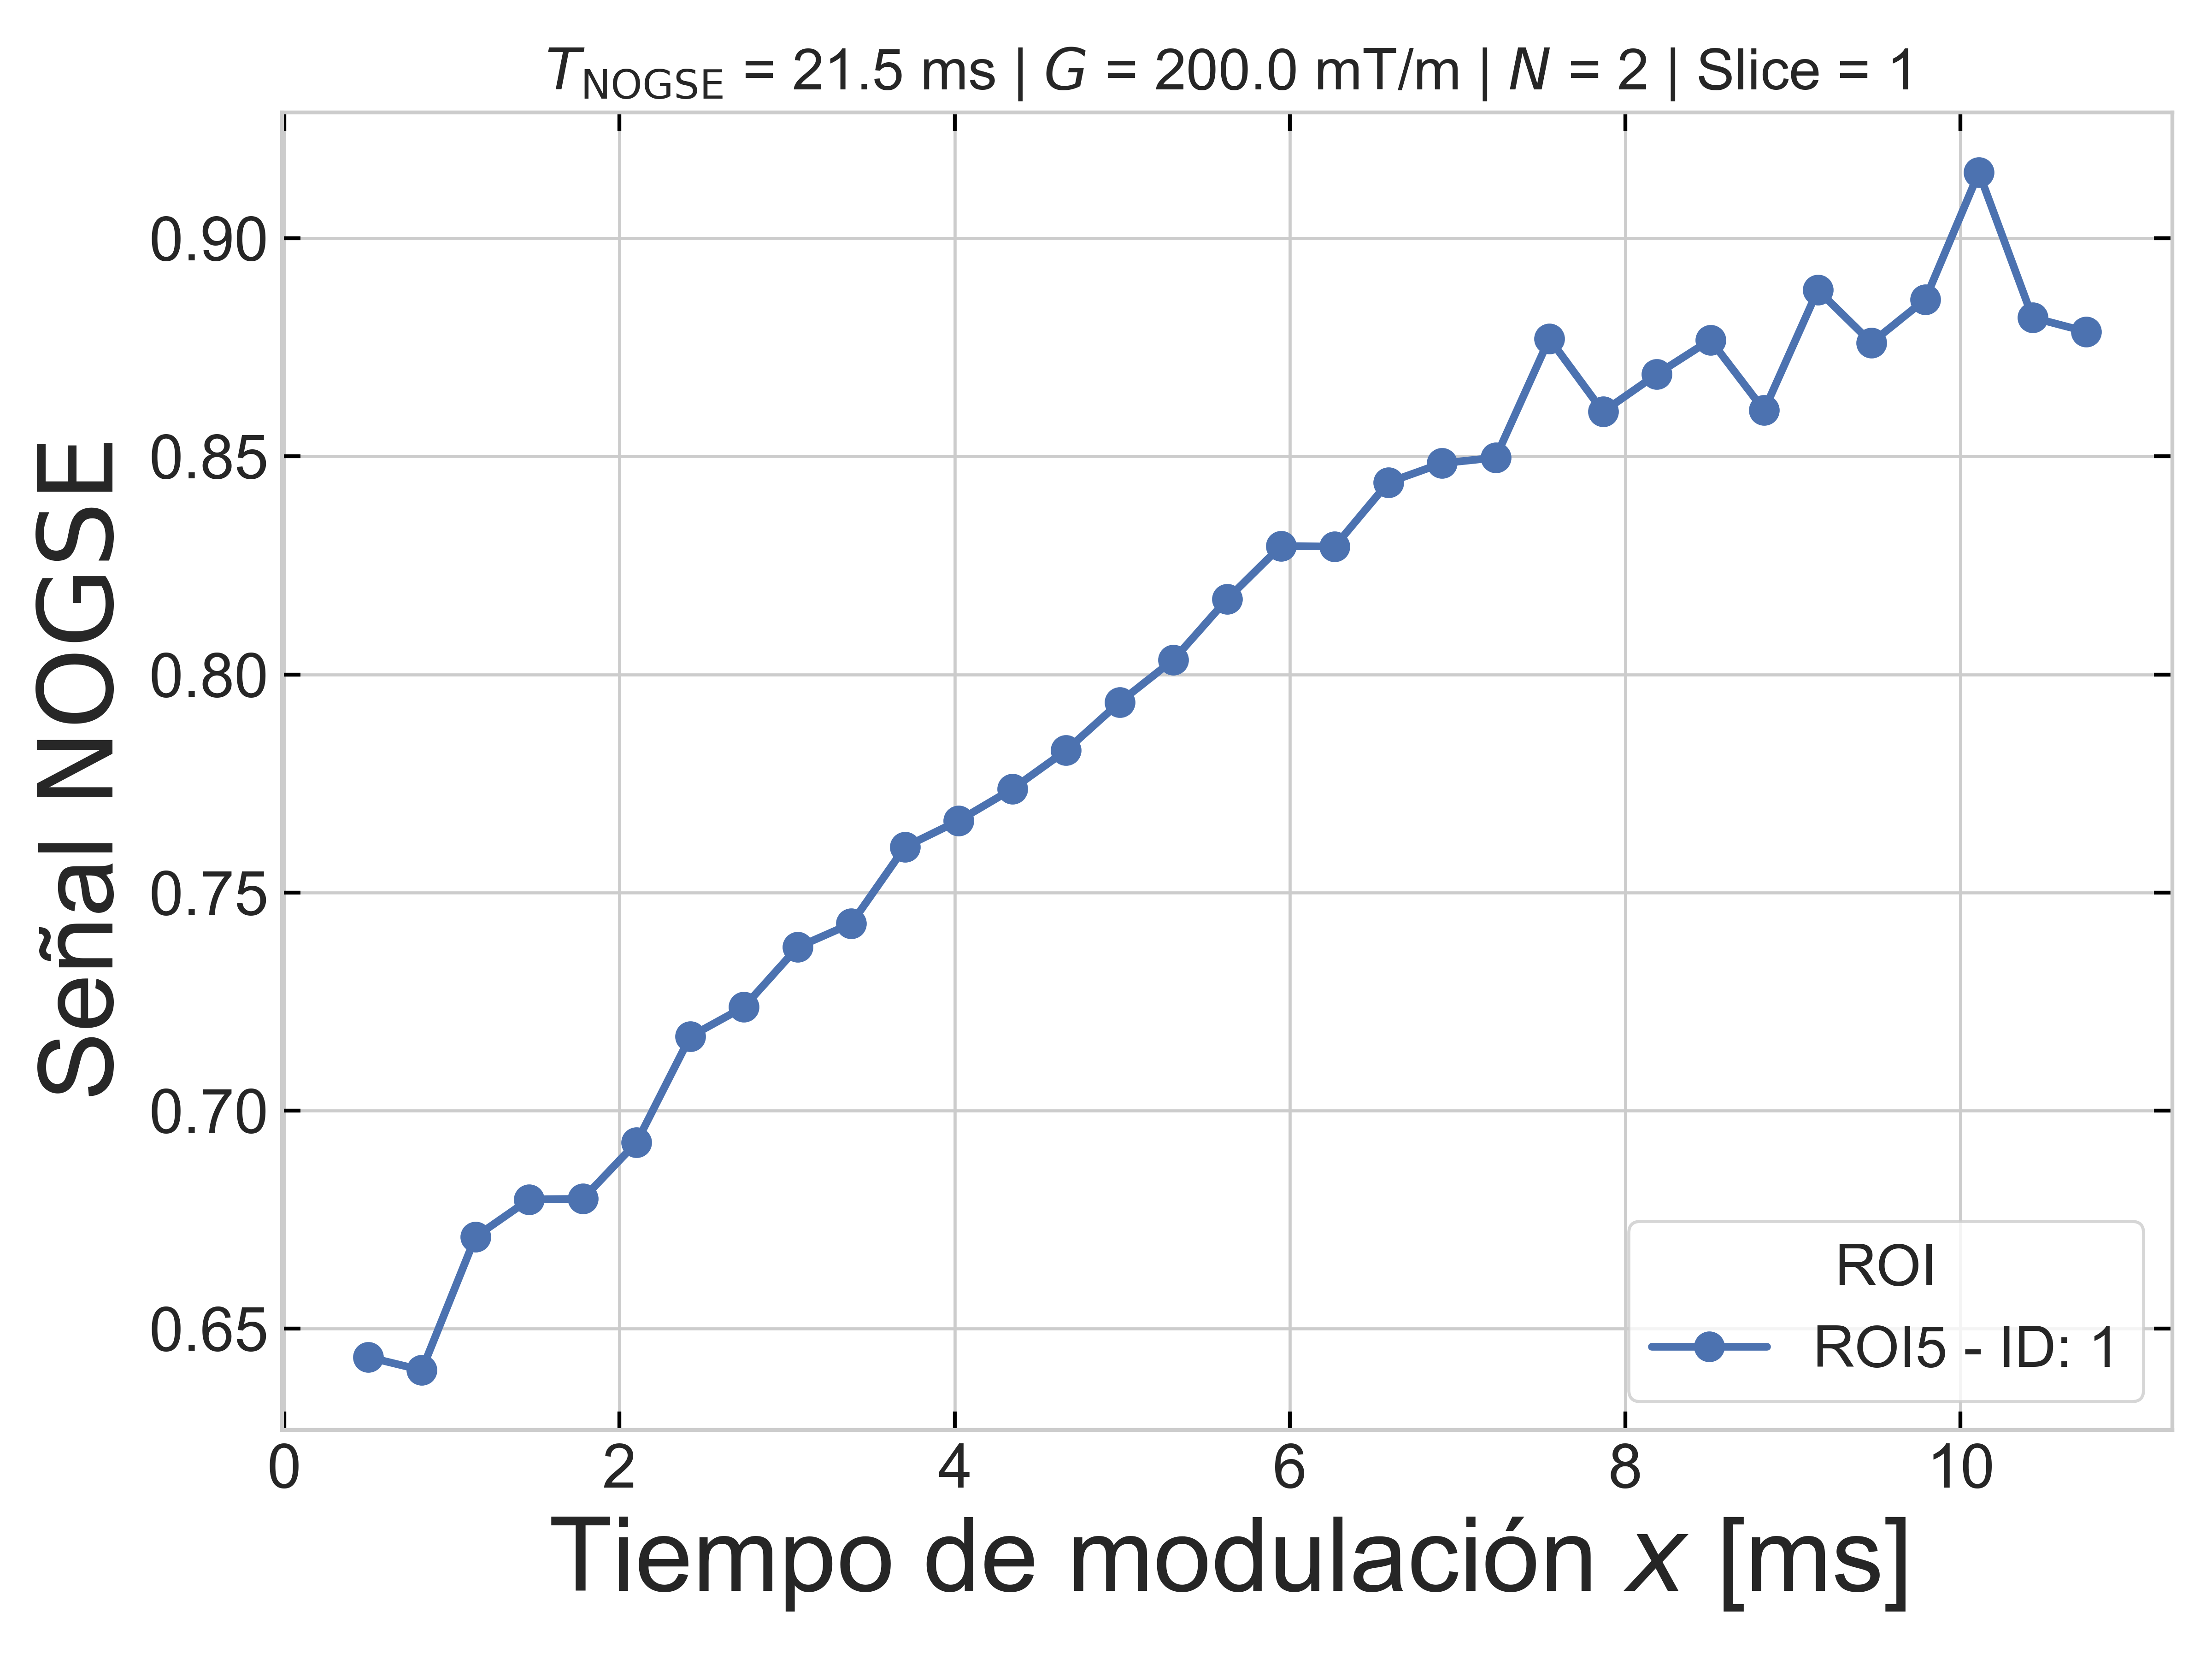 T_NOGSE = 21.5 ms | G = 200.0 mT/m | N = 2 | Slice = 1
Señal NOGSE
0.90
0.85
0.80
0.75
0.70
0.65
ROI
ROI5 - ID: 1
0 2 4 6 8 10
Tiempo de modulación x [ms]